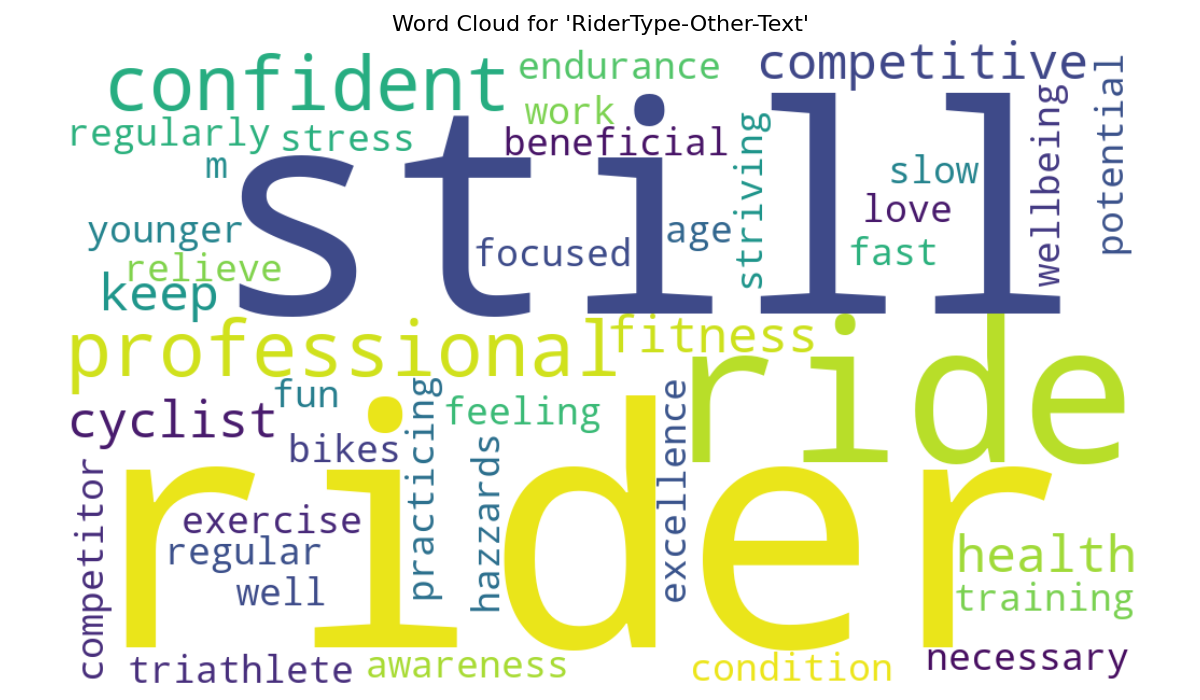 Word Cloud for 'RiderType-Other-Text'
confident
endurance
competitive
potential
work
regularly
stress
beneficial
striving
wellbeing
m
still
slow
love
younger
focused
age
fast
relieve
keep
professional
fitness
ride
fun
practicing
feeling
excellence
cyclist
bikes
hazzards
competitor
rider
exercise
regular
well
health
training
triathlete
awareness
condition
necessary